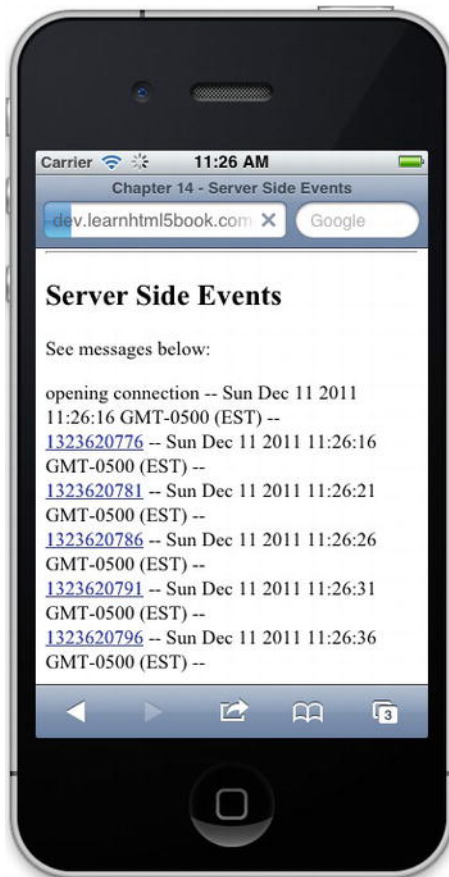 Carrier 11:26 AM
Chapter 14 - Server Side Events
dev.learnhtml5book.com Google
Server Side Events
See messages below:
opening connection -- Sun Dec 11 2011
11:26:16 GMT-0500 (EST) --
1323620776 -- Sun Dec 11 2011 11:26:16
GMT-0500 (EST) --
1323620781 -- Sun Dec 11 2011 11:26:21
GMT-0500 (EST) --
1323620786 -- Sun Dec 11 2011 11:26:26
GMT-0500 (EST) --
1323620791 -- Sun Dec 11 2011 11:26:31
GMT-0500 (EST) --
1323620796 -- Sun Dec 11 2011 11:26:36
GMT-0500 (EST) --
3